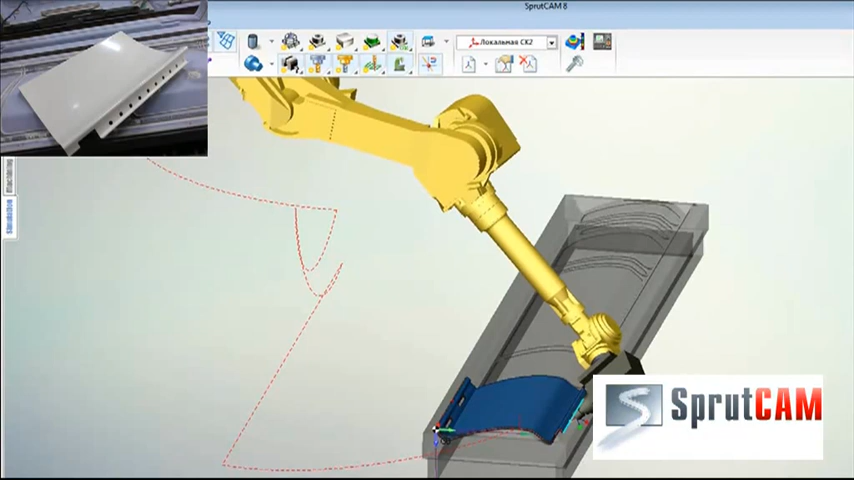 SprutCAM 8
Локальная СК2
Machining
Simulation
SprutCAM